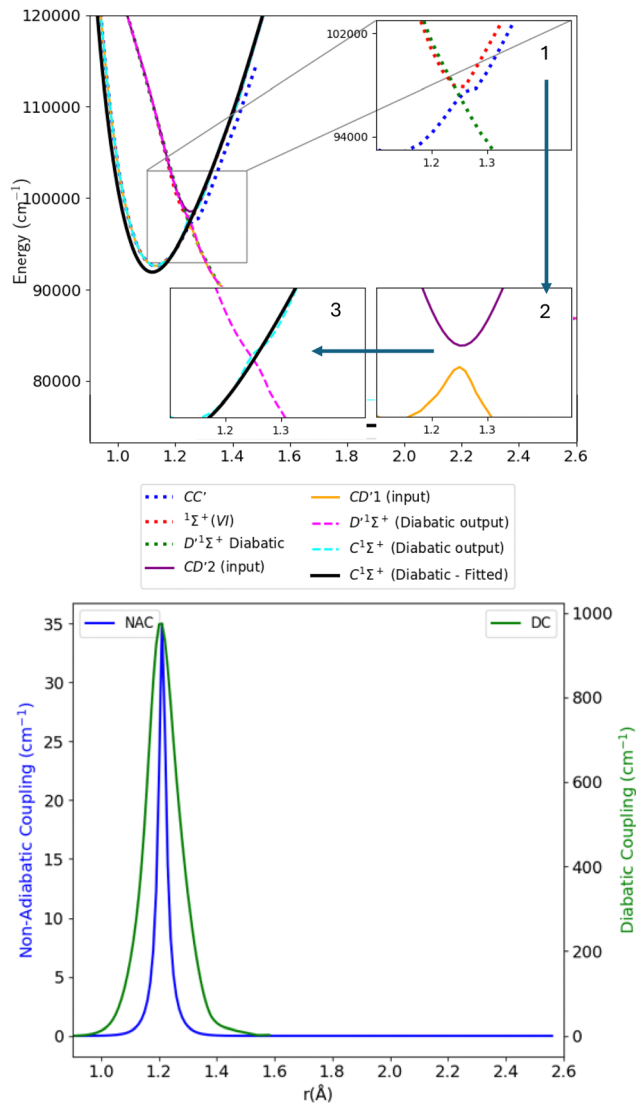 120000
110000
100000
90000
80000
Energy (cm⁻¹)
102000
94000
1.2 1.3
1
2
3
1.2 1.3
1.2 1.3
1.0 1.2 1.4 1.6 1.8 2.0 2.2 2.4 2.6
CC'
¹Σ⁺(VI)
D'¹Σ⁺ Diabatic
CD'2 (input)
CD'1 (input)
D'¹Σ⁺ (Diabatic output)
C¹Σ⁺ (Diabatic output)
C¹Σ⁺ (Diabatic - Fitted)
NAC
DC
35
30
25
20
15
10
5
0
Non-Adiabatic Coupling (cm⁻¹)
1000
800
600
400
200
0
Diabatic Coupling (cm⁻¹)
1.0 1.2 1.4 1.6 1.8 2.0 2.2 2.4 2.6
r(Å)